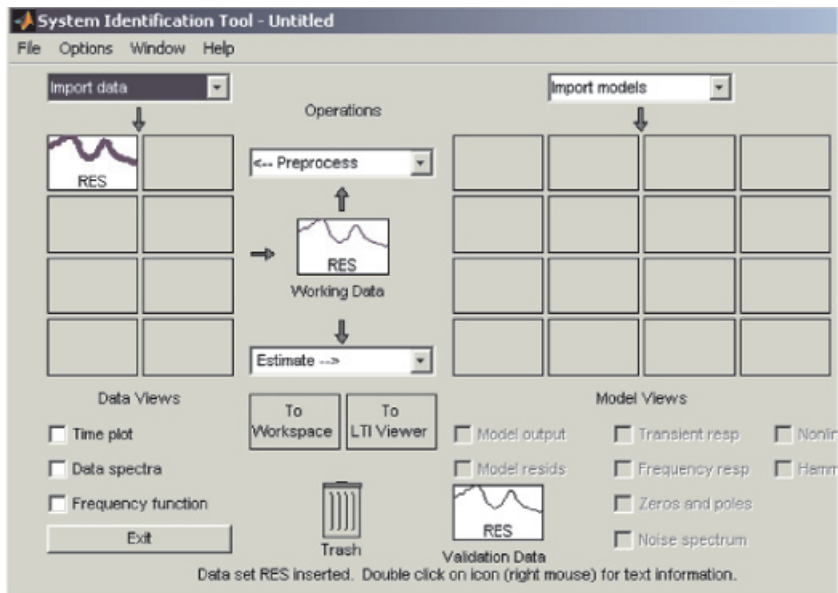 System Identification Tool - Untitled
File Options Window Help
Import data
Operations
Import models
<-- Preprocess
RES
RES
Working Data
Estimate -->
Data Views
To Workspace
To LTI Viewer
Model Views
Time plot
Data spectra
Frequency function
Exit
Trash
Model output
Transient resp
Model resids
Frequency resp
Zeros and poles
Noise spectrum
RES
Validation Data
Data set RES inserted. Double click on icon (right mouse) for text information.